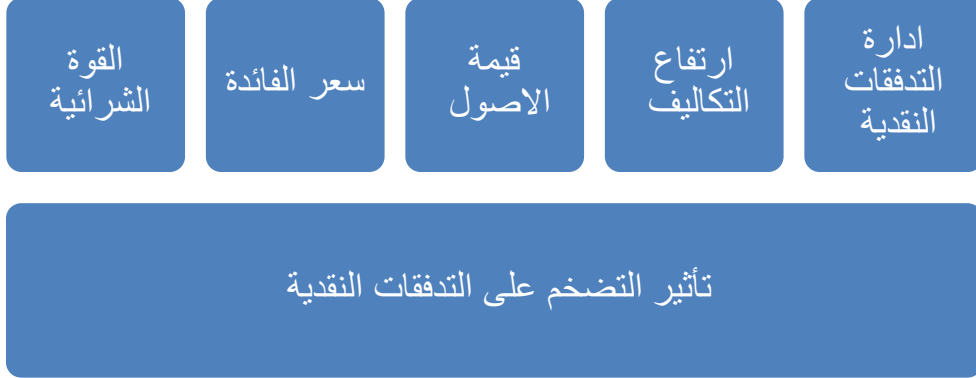 ادارة
التدفقات
النقدية
ارتفاع
التكاليف
قيمة
الاصول
سعر الفائدة
القوة
الشرائية
تأثير التضخم على التدفقات النقدية